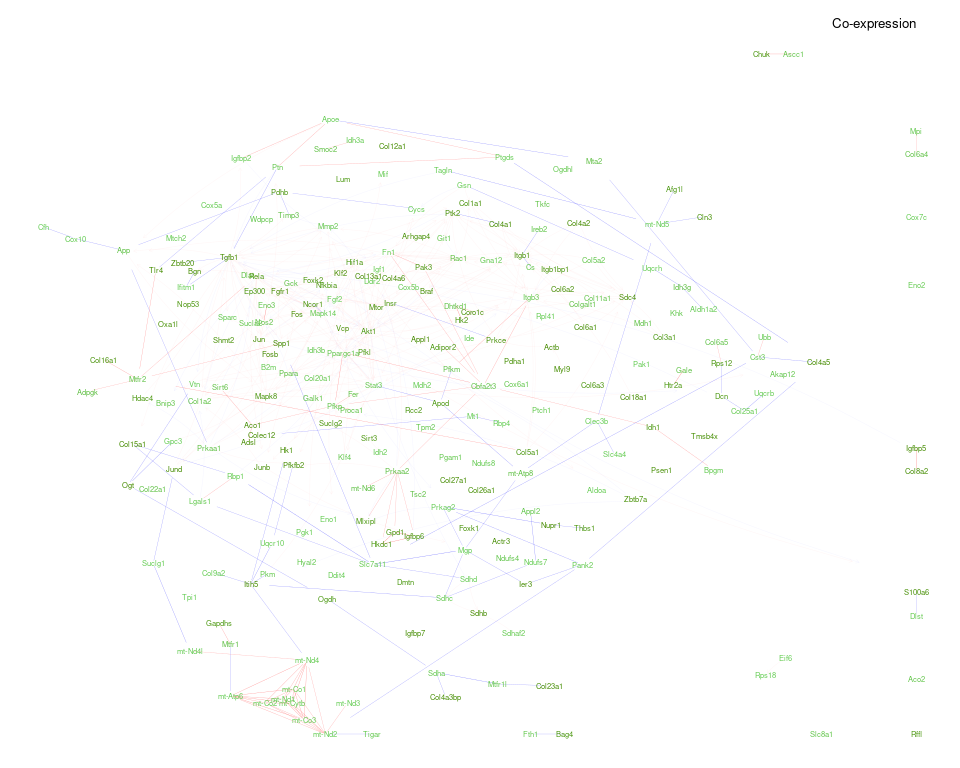 Co-expression
Chuk
Ascc1
Apoe
Mpi
Idh3a
Smoc2
Col12a1
Igfbp2
Ptgds
Col6a4
Mta2
Ptn
Tagln
Ogdhl
Mif
Lum
Gsn
Afg1l
Pdhb
Cox5a
Col1a1
Tkfc
Cycs
Ptk2
Timp3
Wdpcp
Cln3
Cox7c
Clh
Mmp2
Col4a1
Col4a2
mt-Nd5
Ireb2
Cox10
Mtch2
Arhgap4
Git1
App
Fn1
Itgb1
Tgfb1
Rac1
Gna12
Col5a2
Zbtb20
Hif1a
Pak3
Cs
Itgb1bp1
Uqcrh
Tlr4
Bgn
Igf1
Klf2
Rela
Col13a1
Col4a6
Foxk2
Gck
Nfkbia
Ddr2
Cox5b
Ifitm1
Idh3g
Eno2
Ep300
Fgfr1
Braf
Col6a2
Itgb3
Fgf2
Col11a1
Sdc4
Nop53
Eno3
Ncor1
Insr
Mtor
Dhtkd1
Colgalt1
Aldh1a2
Fos
Mapk14
Coro1c
Khk
Sparc
Rpl41
Hk2
Oxa1l
Nos2
Mdh1
Vcp
Akt1
Col6a1
Shmt2
Jun
Appl1
Ide
Prkce
Col3a1
Ubb
Spp1
Col6a5
Adipor2
Actb
Fosb
Idh3b
Ppargc1a
Pfkl
Cst3
Col16a1
Pdha1
Col4a5
Rps12
B2m
Ppara
Pfkm
Myl9
Pak1
Gale
Akap12
Mtfr2
Col20a1
Stat3
Mdh2
Cbfa2t3
Cox6a1
Col6a3
Htr2a
Vtn
Sirt6
Adpgk
Fer
Ugcrb
Hdac4
Bnip3
Col1a2
Mapk8
Galk1
Col18a1
Dcn
Apod
Proca1
Rcc2
Ptch1
Col25a1
Mt1
Aco1
Suclg2
Rbp4
Clec3b
Idh1
Colec12
Tpm2
Tmsb4x
Col15a1
Gpc3
Prkaa1
Adsl
Sirt3
Igfbp5
Hk1
Idh2
Col5a1
Slc4a4
Klf4
Pgam1
Ndufs8
Jund
Junb
Pfkfb2
Prkaa2
mt-Atp8
Psen1
Bpgm
Col8a2
Rbp1
Col27a1
Ogt
Col22a1
mt-Nd6
Col26a1
Aldoa
Tsc2
Lgals1
Zbtb7a
Prkag2
Appl2
Eno1
Mlxipl
Nupr1
Thbs1
Foxk1
Pgk1
Gpd1
Igfbp6
Uqcr10
Hkdc1
Actr3
Mgp
Suclg1
Hyal2
Slc7a11
Ndufs4
Ndufs7
Pank2
Col9a2
Pkm
Ddit4
Sdhd
Itih5
Dmtn
Ier3
S100a6
Tpi1
Ogdh
Sdhc
Sdhb
Dlst
Gapdhs
Igfbp7
Sdhaf2
Mtfr1
mt-Nd4l
mt-Nd4
Eif6
Sdha
Rps18
Aco2
Mtfr1l
Col23a1
mt-Co1
mt-Atp6
Col4a3bp
mt-Nd1
mt-Co2
mt-Cytb
mt-Nd3
mt-Co3
mt-Nd2
Tigar
Fth1
Bag4
Slc8a1
Rffl